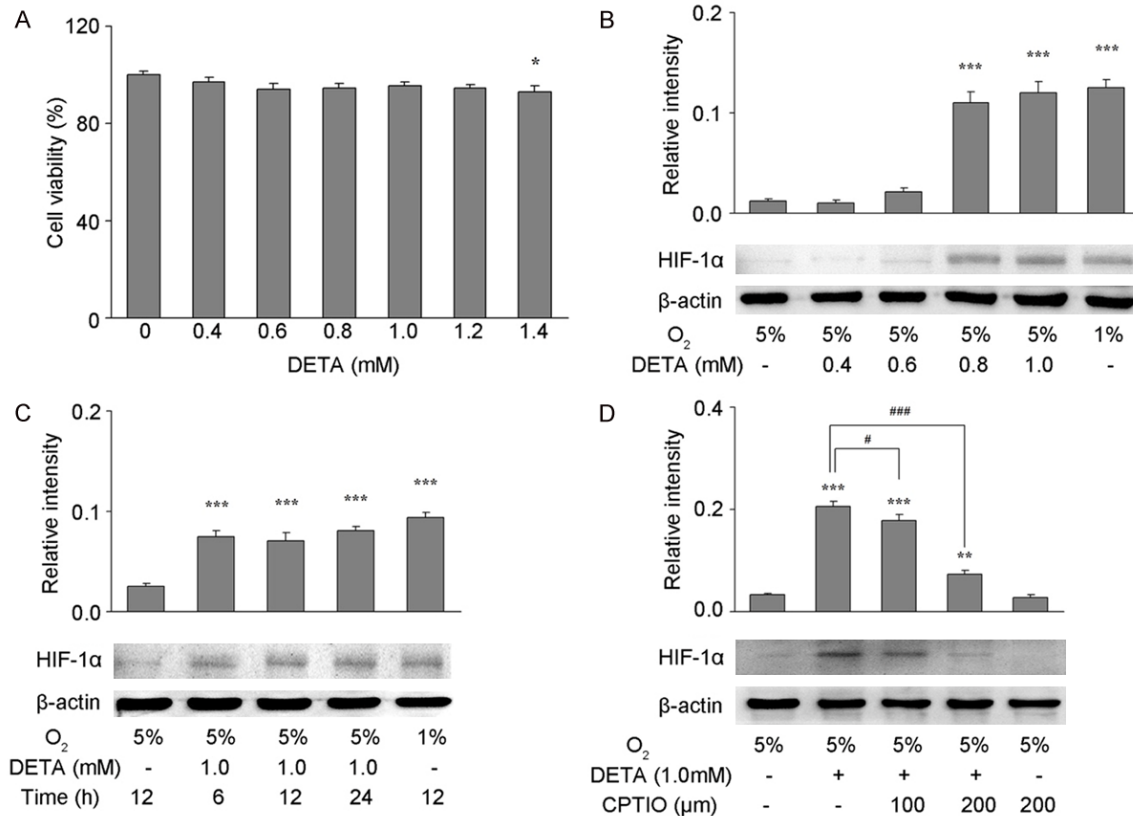 A
Cell viability (%)
120
80
40
0
*
0 0.4 0.6 0.8 1.0 1.2 1.4
DETA (mM)
B
Relative intensity
0.2
0.1
0.0
*** *** ***
HIF-1α
β-actin
O2 5% 5% 5% 5% 5% 1%
DETA (mM) - 0.4 0.6 0.8 1.0 -
C
Relative intensity
0.2
0.1
0.0
*** *** *** ***
HIF-1α
β-actin
O2 5% 5% 5% 5% 1%
DETA (mM) - 1.0 1.0 1.0 -
Time (h) 12 6 12 24 12
D
Relative intensity
0.4
0.2
0.0
###
#
*** *** **
HIF-1α
β-actin
O2 5% 5% 5% 5% 5%
DETA (1.0mM) - + + + -
CPTIO (μm) - - 100 200 200